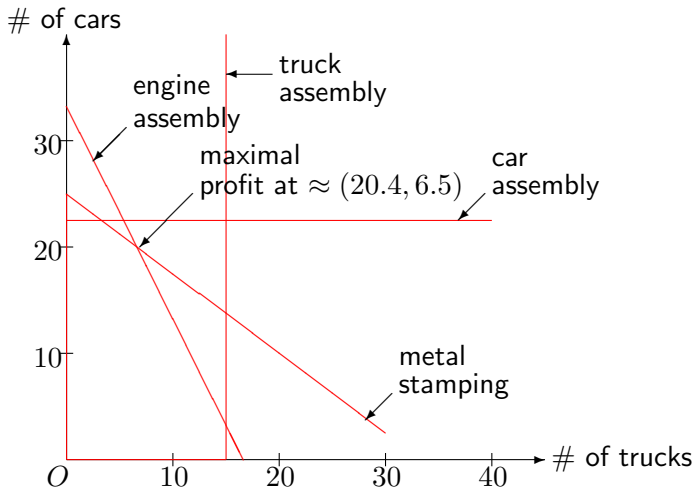 # of cars
engine
assembly
truck
assembly
maximal
profit at ≈ (20.4, 6.5)
car
assembly
metal
stamping
30
20
10
O
10
20
30
40
# of trucks